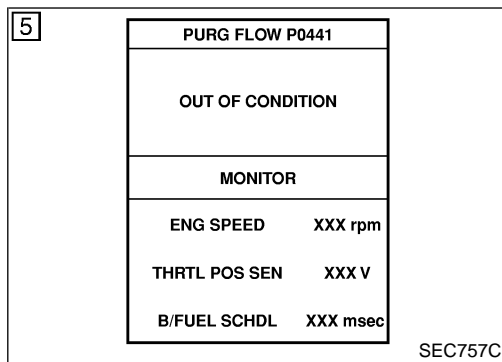 5
PURG FLOW P0441
OUT OF CONDITION
MONITOR
ENG SPEED XXX rpm
THRTL POS SEN XXX V
B/FUEL SCHDL XXX msec
SEC757C